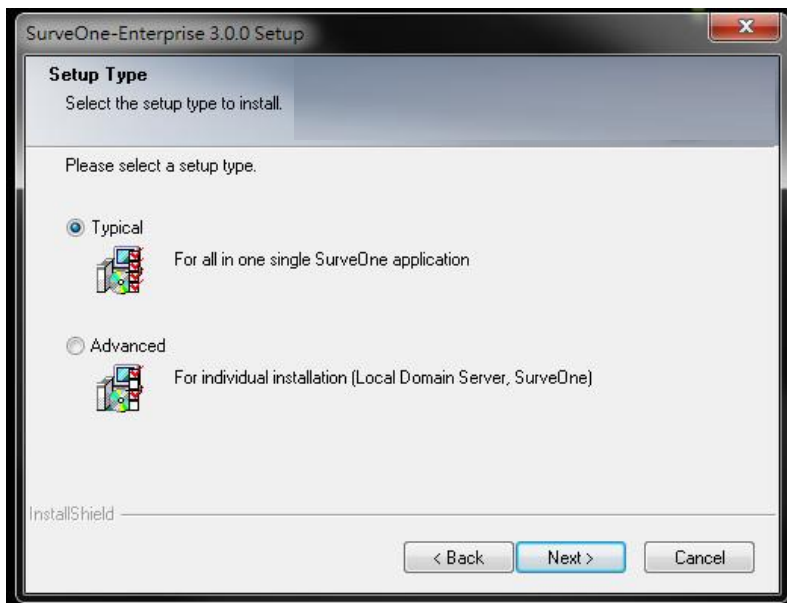 SurveOne-Enterprise 3.0.0 Setup
Setup Type
Select the setup type to install.
Please select a setup type.
Typical
For all in one single SurveOne application
Advanced
For individual installation (Local Domain Server, SurveOne)
InstallShield
< Back
Next >
Cancel